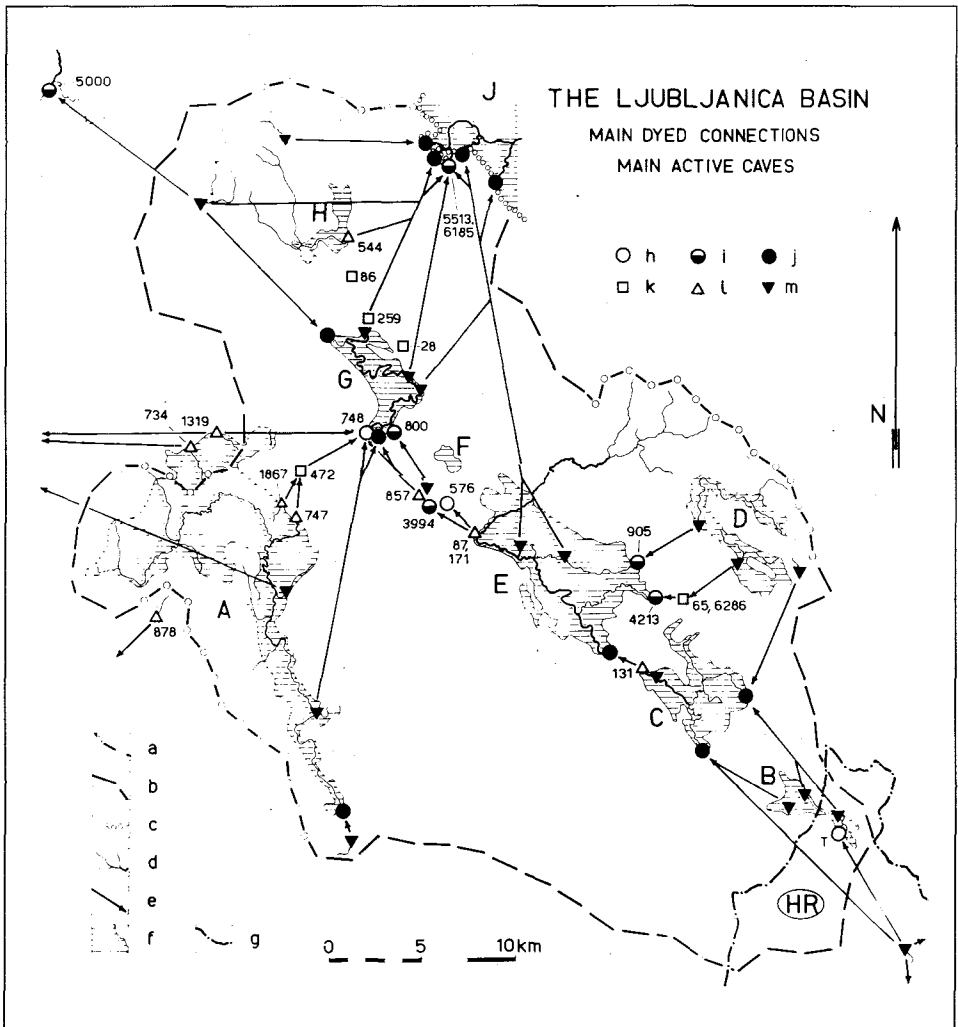 5000
J
THE LJUBLJANICA BASIN
MAIN DYED CONNECTIONS
MAIN ACTIVE CAVES
H
544
5513,
6185
h
i
j
k
l
m
86
259
28
G
N
734
1319
748
800
F
1867
472
857
576
747
3994
87,
171
905
D
E
A
878
4213
65, 6286
131
C
B
T
HR
a
b
c
d
e
f
g
0
5
10km